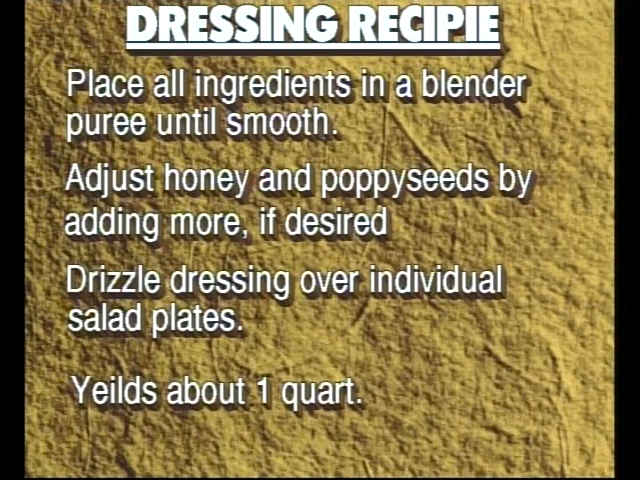 DRESSING RECIPIE
Place all ingredients in a blender
puree until smooth.
Adjust honey and poppyseeds by
adding more, if desired
Drizzle dressing over individual
salad plates.
Yeilds about 1 quart.